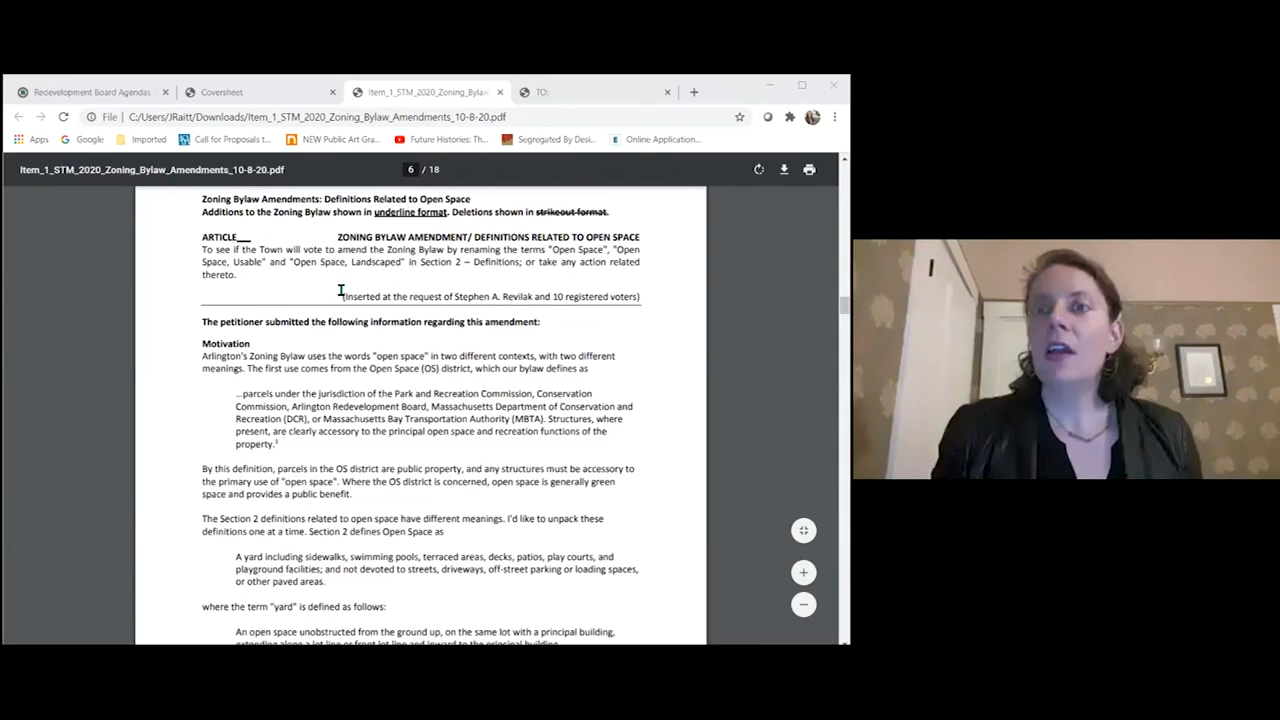 Redevelopment Board Agendas
Coversheet
Item_1_STM_2020_Zoning_Bylaw
TO:
File
C:/Users/JRaitt/Downloads/Item_1_STM_2020_Zoning_Bylaw_Amendments_10-8-20.pdf
Apps
Google
Imported
Call for Proposals t...
NEW Public Art Gra...
Future Histories: Th...
Segregated By Desi...
Online Application...
Item_1_STM_2020_Zoning_Bylaw_Amendments_10-8-20.pdf
6 / 18
Zoning Bylaw Amendments: Definitions Related to Open Space
Additions to the Zoning Bylaw shown in underline format. Deletions shown in strikeout format.
ARTICLE___ ZONING BYLAW AMENDMENT/ DEFINITIONS RELATED TO OPEN SPACE
To see if the Town will vote to amend the Zoning Bylaw by renaming the terms "Open Space", "Open
Space, Usable" and "Open Space, Landscaped" in Section 2 – Definitions; or take any action related
thereto.
(Inserted at the request of Stephen A. Revilak and 10 registered voters)
The petitioner submitted the following information regarding this amendment:
Motivation
Arlington's Zoning Bylaw uses the words "open space" in two different contexts, with two different
meanings. The first use comes from the Open Space (OS) district, which our bylaw defines as
...parcels under the jurisdiction of the Park and Recreation Commission, Conservation
Commission, Arlington Redevelopment Board, Massachusetts Department of Conservation and
Recreation (DCR), or Massachusetts Bay Transportation Authority (MBTA). Structures, where
present, are clearly accessory to the principal open space and recreation functions of the
property.1
By this definition, parcels in the OS district are public property, and any structures must be accessory to
the primary use of "open space". Where the OS district is concerned, open space is generally green
space and provides a public benefit.
The Section 2 definitions related to open space have different meanings. I'd like to unpack these
definitions one at a time. Section 2 defines Open Space as
A yard including sidewalks, swimming pools, terraced areas, decks, patios, play courts, and
playground facilities; and not devoted to streets, driveways, off-street parking or loading spaces,
or other paved areas.
where the term "yard" is defined as follows:
An open space unobstructed from the ground up, on the same lot with a principal building,
extending along a lot line or front lot line and inward to the principal building.